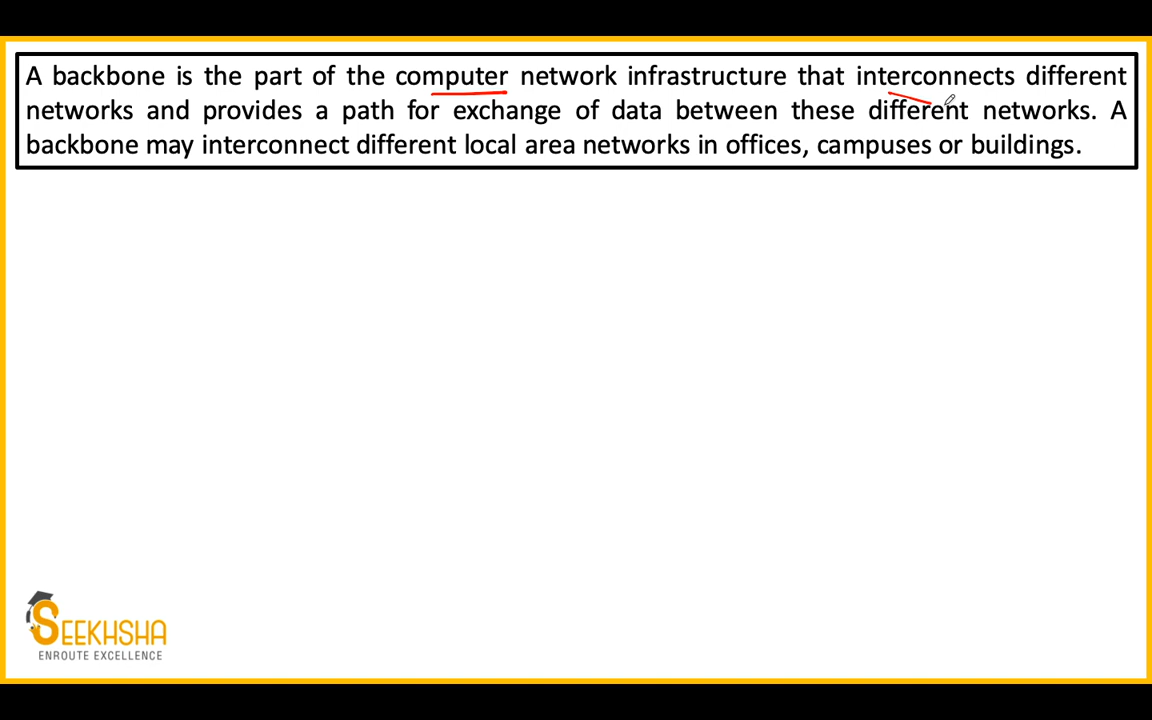 A backbone is the part of the computer network infrastructure that interconnects different
networks and provides a path for exchange of data between these different networks. A
backbone may interconnect different local area networks in offices, campuses or buildings.
SEEKHSHA
ENROUTE EXCELLENCE